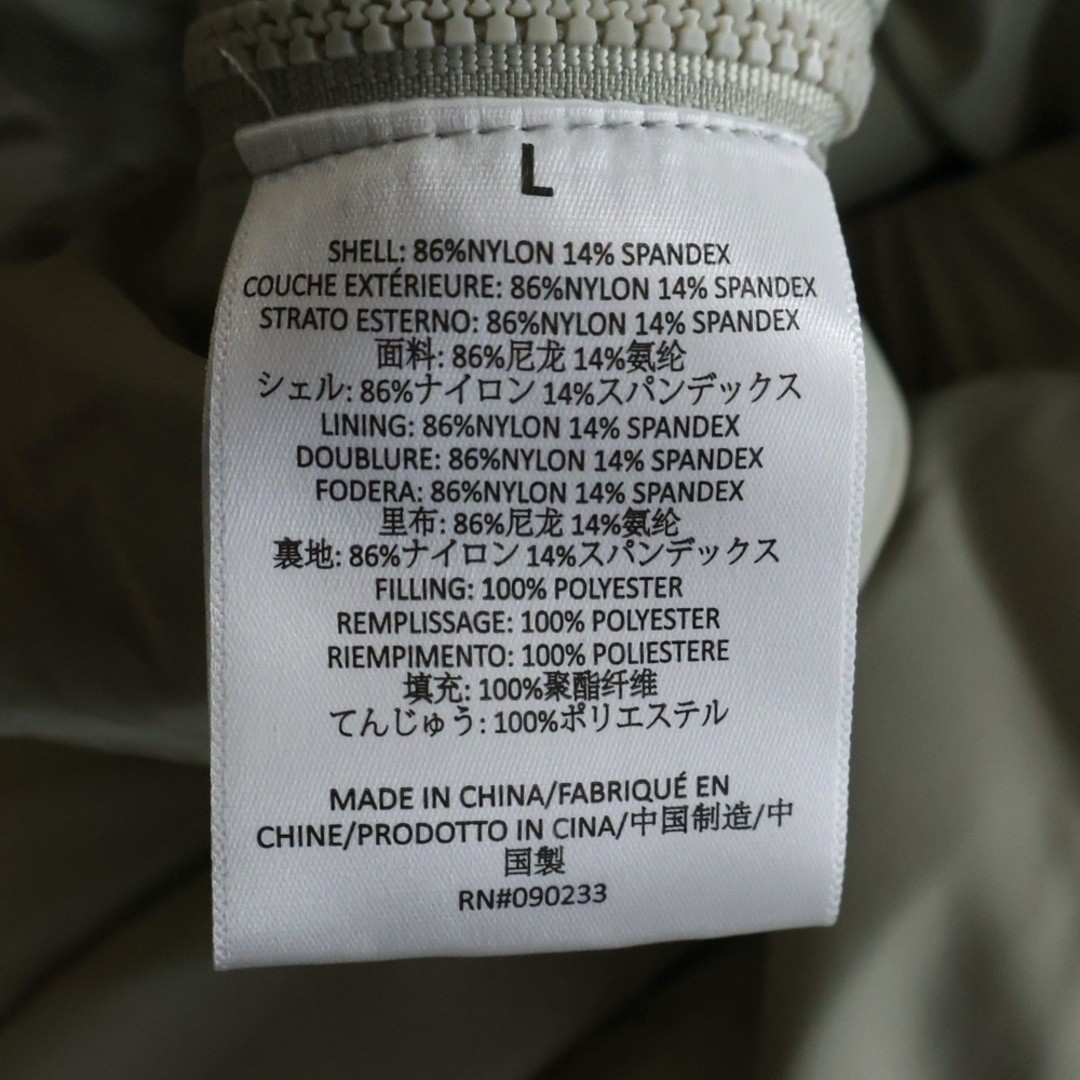 L
SHELL: 86%NYLON 14% SPANDEX
COUCHE EXTÉRIEURE: 86%NYLON 14% SPANDEX
STRATO ESTERNO: 86%NYLON 14% SPANDEX
面料: 86%尼龙 14%氨纶
シェル: 86%ナイロン 14%スパンデックス
LINING: 86%NYLON 14% SPANDEX
DOUBLURE: 86%NYLON 14% SPANDEX
FODERA: 86%NYLON 14% SPANDEX
里布: 86%尼龙 14%氨纶
裏地: 86%ナイロン 14%スパンデックス
FILLING: 100% POLYESTER
REMPLISSAGE: 100% POLYESTER
RIEMPIMENTO: 100% POLIESTERE
填充: 100%聚酯纤维
てんじゅう: 100%ポリエステル
MADE IN CHINA/FABRIQUÉ EN
CHINE/PRODOTTO IN CINA/中国制造/中
国製
RN#090233